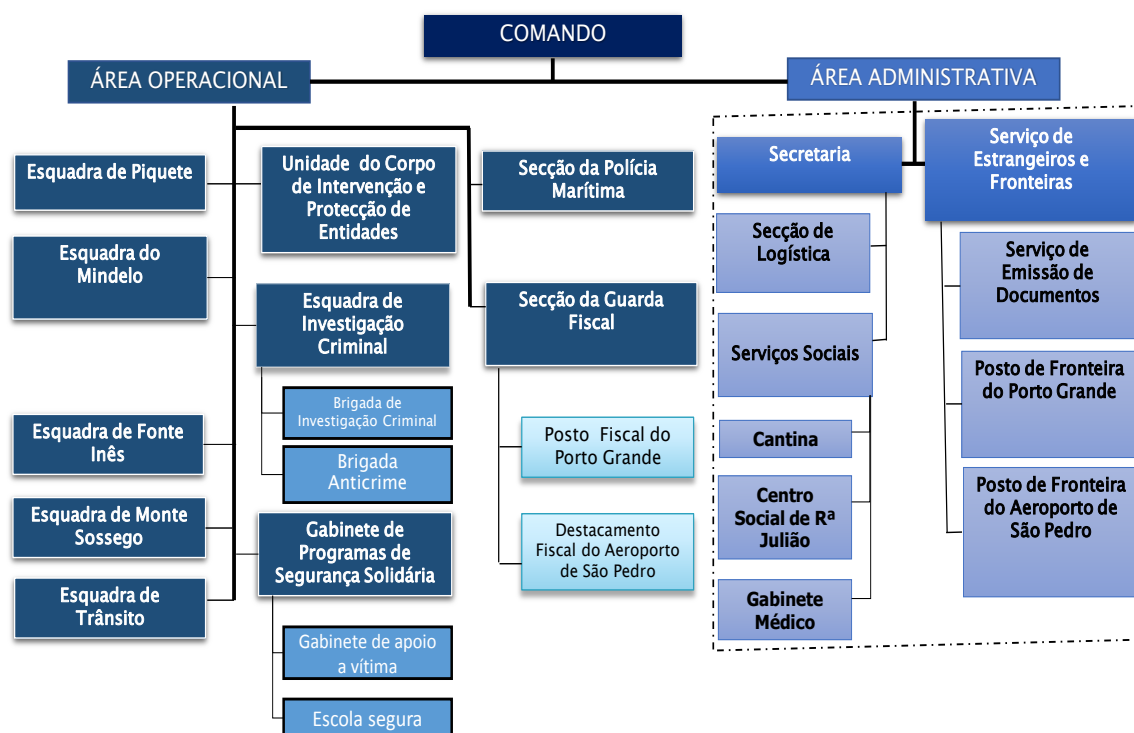 COMANDO
ÁREA OPERACIONAL
ÁREA ADMINISTRATIVA
Esquadra de Piquete
Esquadra do
Mindelo
Esquadra de Fonte
Inês
Esquadra de Monte
Sossego
Esquadra de
Trânsito
Unidade do Corpo
de Intervenção e
Protecção de
Entidades
Esquadra de
Investigação
Criminal
Brigada de
Investigação Criminal
Brigada
Anticrime
Gabinete de
Programas de
Segurança Solidária
Gabinete de apoio
a vítima
Escola segura
Secção da Polícia
Marítima
Secção da Guarda
Fiscal
Posto Fiscal do
Porto Grande
Destacamento
Fiscal do Aeroporto
de São Pedro
Secretaria
Secção de
Logística
Serviços Sociais
Cantina
Centro
Social de Rª
Julião
Gabinete
Médico
Serviço de
Estrangeiros e
Fronteiras
Serviço de
Emissão de
Documentos
Posto de Fronteira
do Porto Grande
Posto de Fronteira
do Aeroporto de
São Pedro